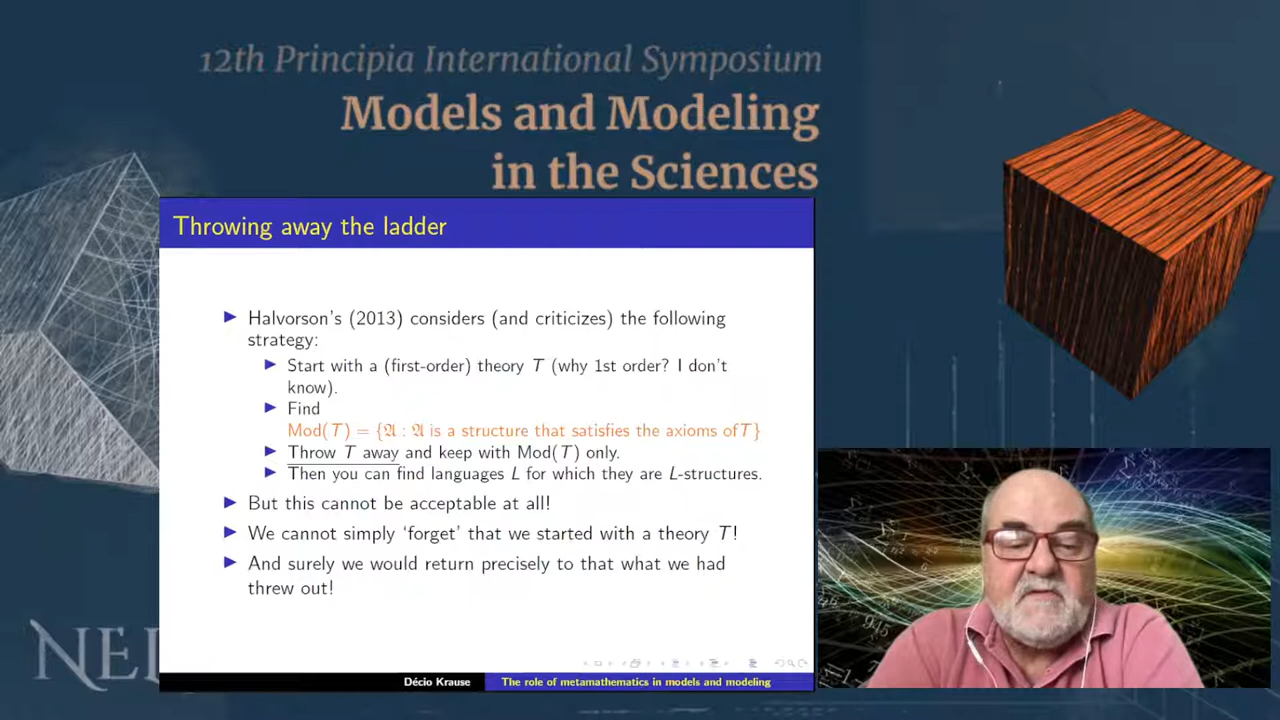 12th Principia International Symposium
Models and Modeling
in the Sciences
Throwing away the ladder
Halvorson's (2013) considers (and criticizes) the following
strategy:
Start with a (first-order) theory T (why 1st order? I don't
know).
Find
Mod(T) = {𝔄 : 𝔄 is a structure that satisfies the axioms of T}
Throw T away and keep with Mod(T) only.
Then you can find languages L for which they are L-structures.
But this cannot be acceptable at all!
We cannot simply ‘forget’ that we started with a theory T!
And surely we would return precisely to that what we had
threw out!
NEL
Décio Krause
The role of metamathematics in models and modeling
945